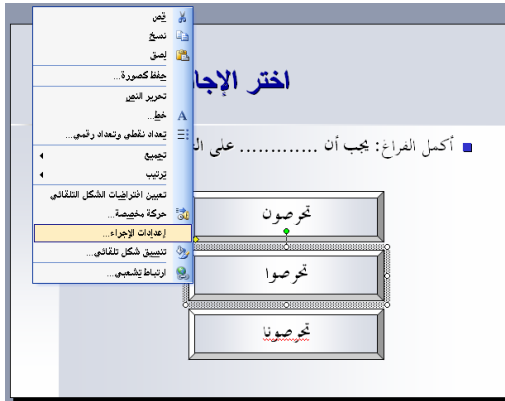 قص
نسخ
لصق
حفظ كصورة...
تحرير النص
خط...
تعداد نقطي وتعداد رقمي...
تجميع
ترتيب
تعيين افتراضيات الشكل التلقائي
حركة مخصصة...
إعدادات الإجراء...
تنسيق شكل تلقائي...
ارتباط تشعبي...
اختر الإجا
أكمل الفراغ: يجب أن ............. على
تحرصون
تحرصوا
تحرصونا